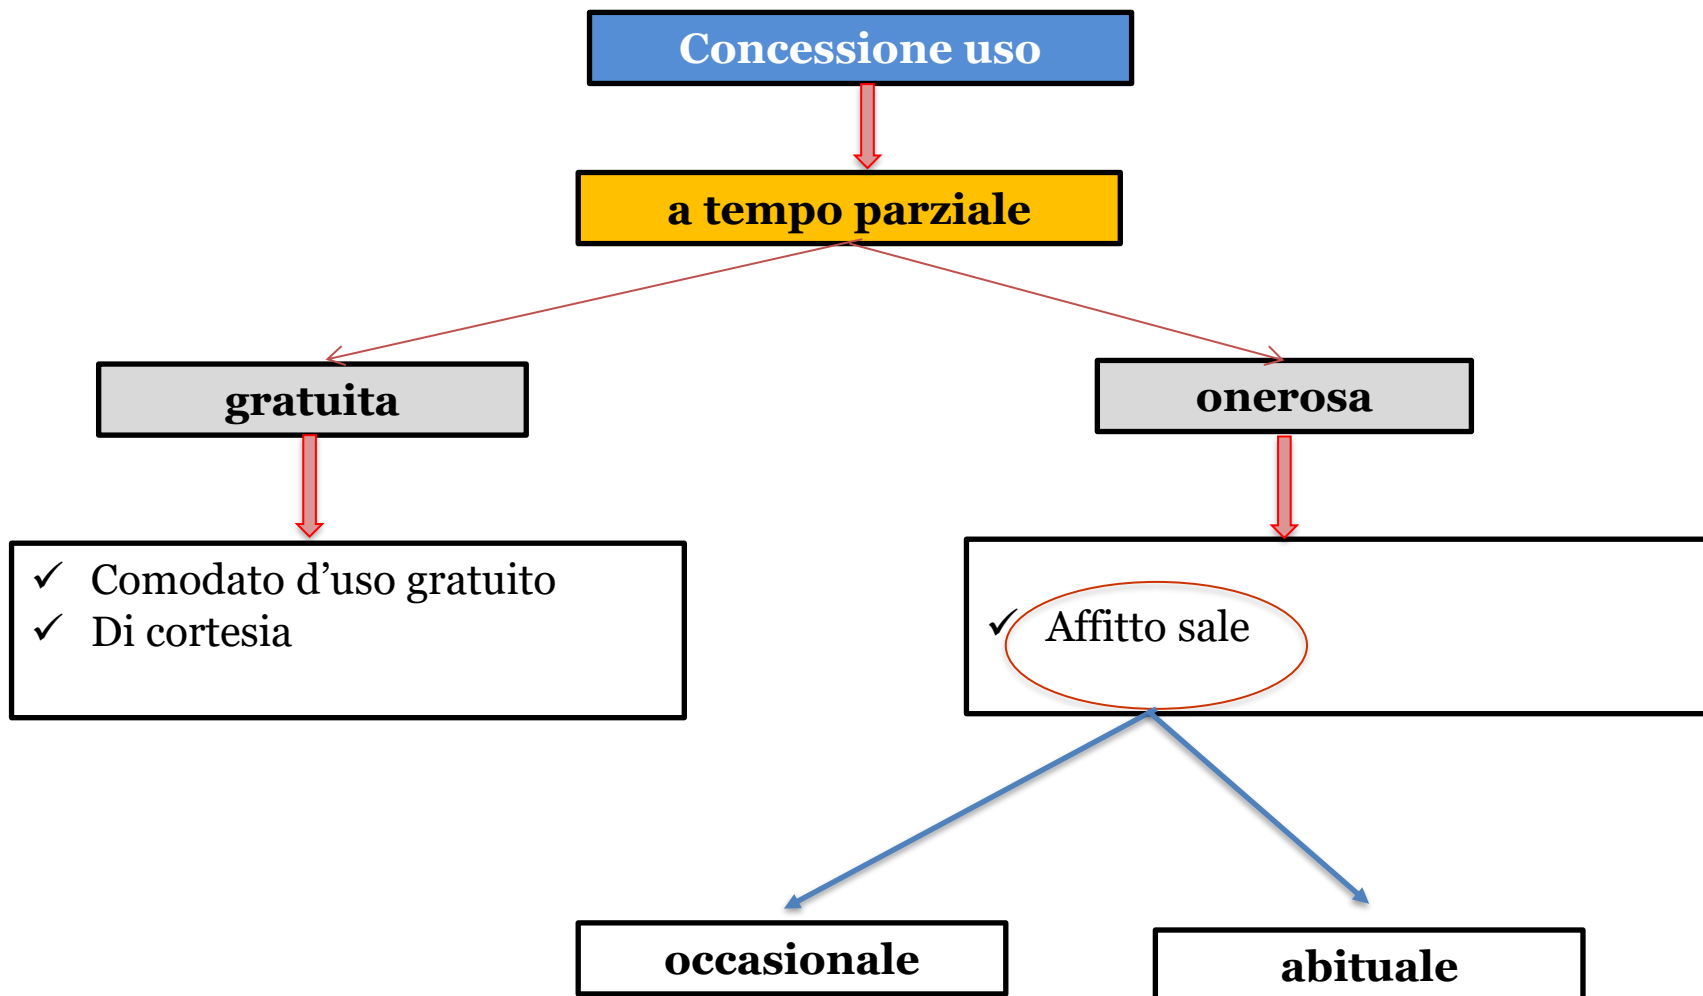 Concessione uso
a tempo parziale
gratuita
onerosa
✓ Comodato d’uso gratuito
✓ Di cortesia
✓ Affitto sale
occasionale
abituale